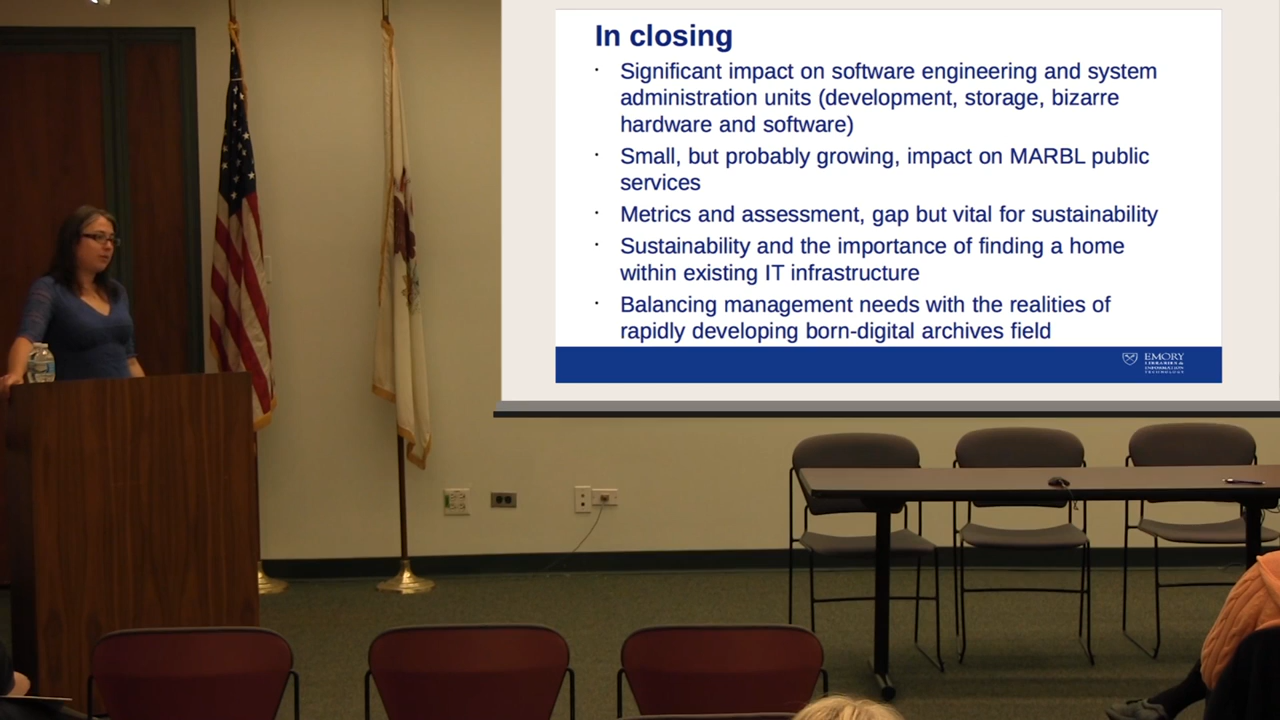 In closing
· Significant impact on software engineering and system
administration units (development, storage, bizarre
hardware and software)
· Small, but probably growing, impact on MARBL public
services
· Metrics and assessment, gap but vital for sustainability
· Sustainability and the importance of finding a home
within existing IT infrastructure
· Balancing management needs with the realities of
rapidly developing born-digital archives field
EMORY
LIBRARIES &
INFORMATION
TECHNOLOGY